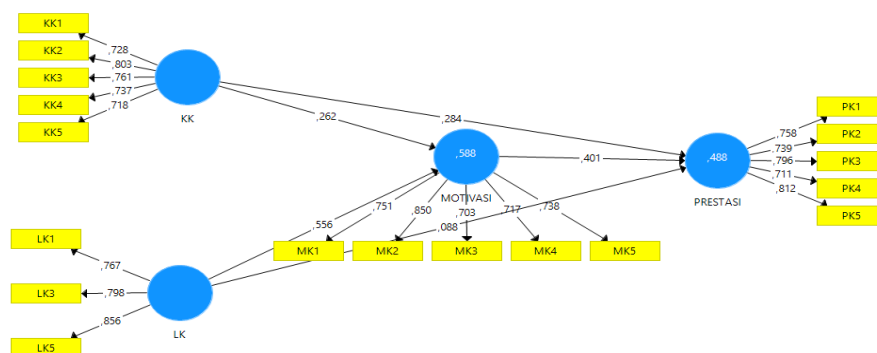 KK1
KK2
KK3
KK4
KK5
,728
,803
,761
,737
,718
KK
,262
,284
,588
MOTIVASI
,401
,488
PRESTASI
PK1
PK2
PK3
PK4
PK5
,758
,739
,796
,711
,812
,556
,088
,751
,850
,703
,717
,738
MK1
MK2
MK3
MK4
MK5
LK1
LK3
LK5
,767
,798
,856
LK